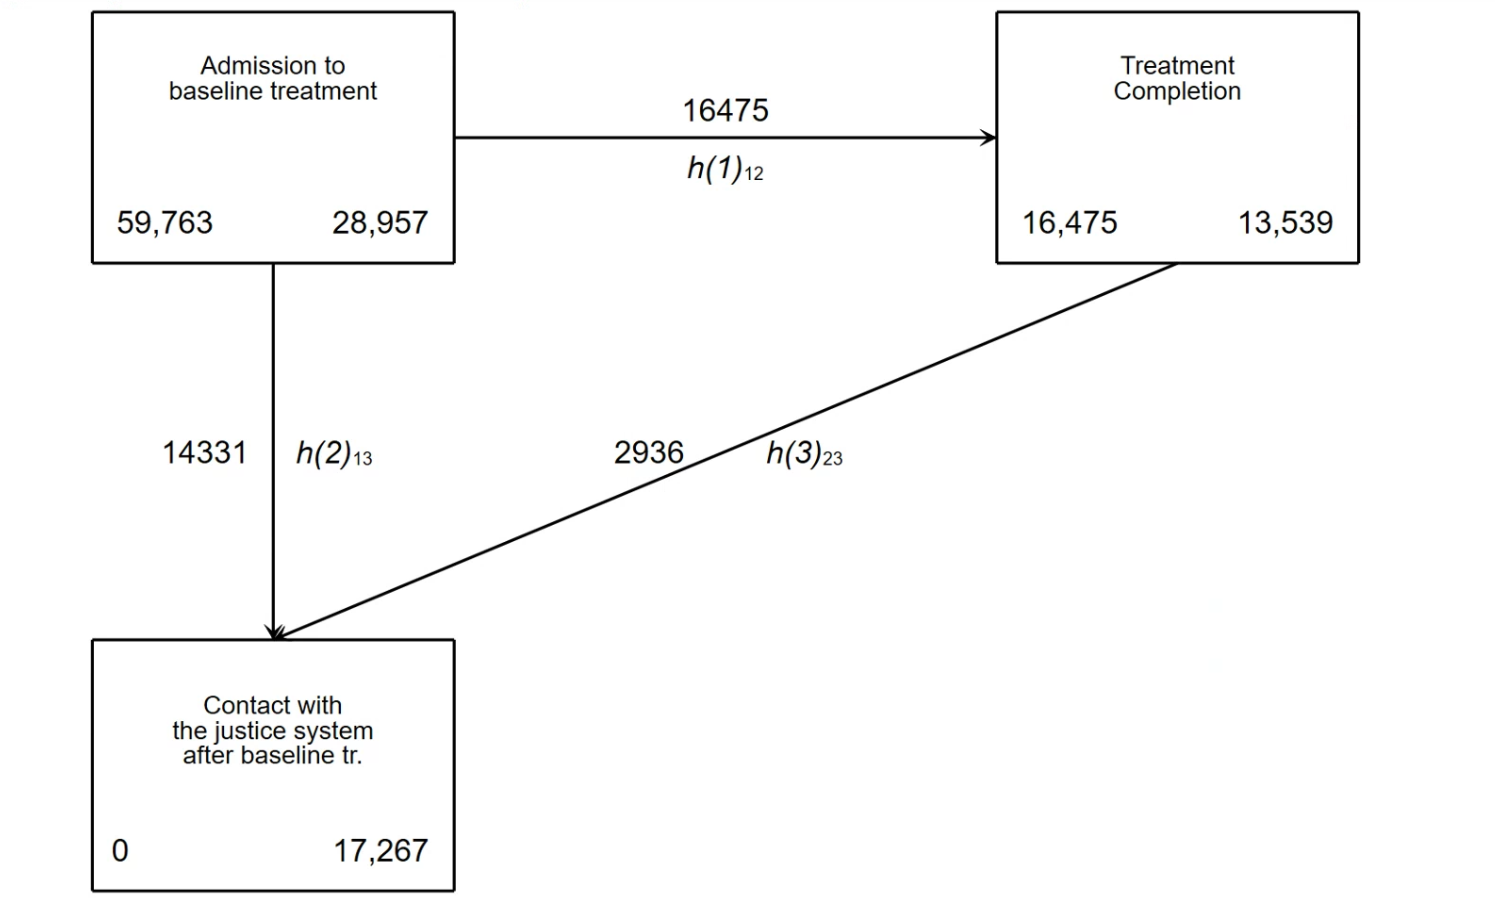 Admission to
baseline treatment
59,763 28,957
16475
h(1)12
Treatment
Completion
16,475 13,539
14331
h(2)13
2936
h(3)23
Contact with
the justice system
after baseline tr.
0 17,267